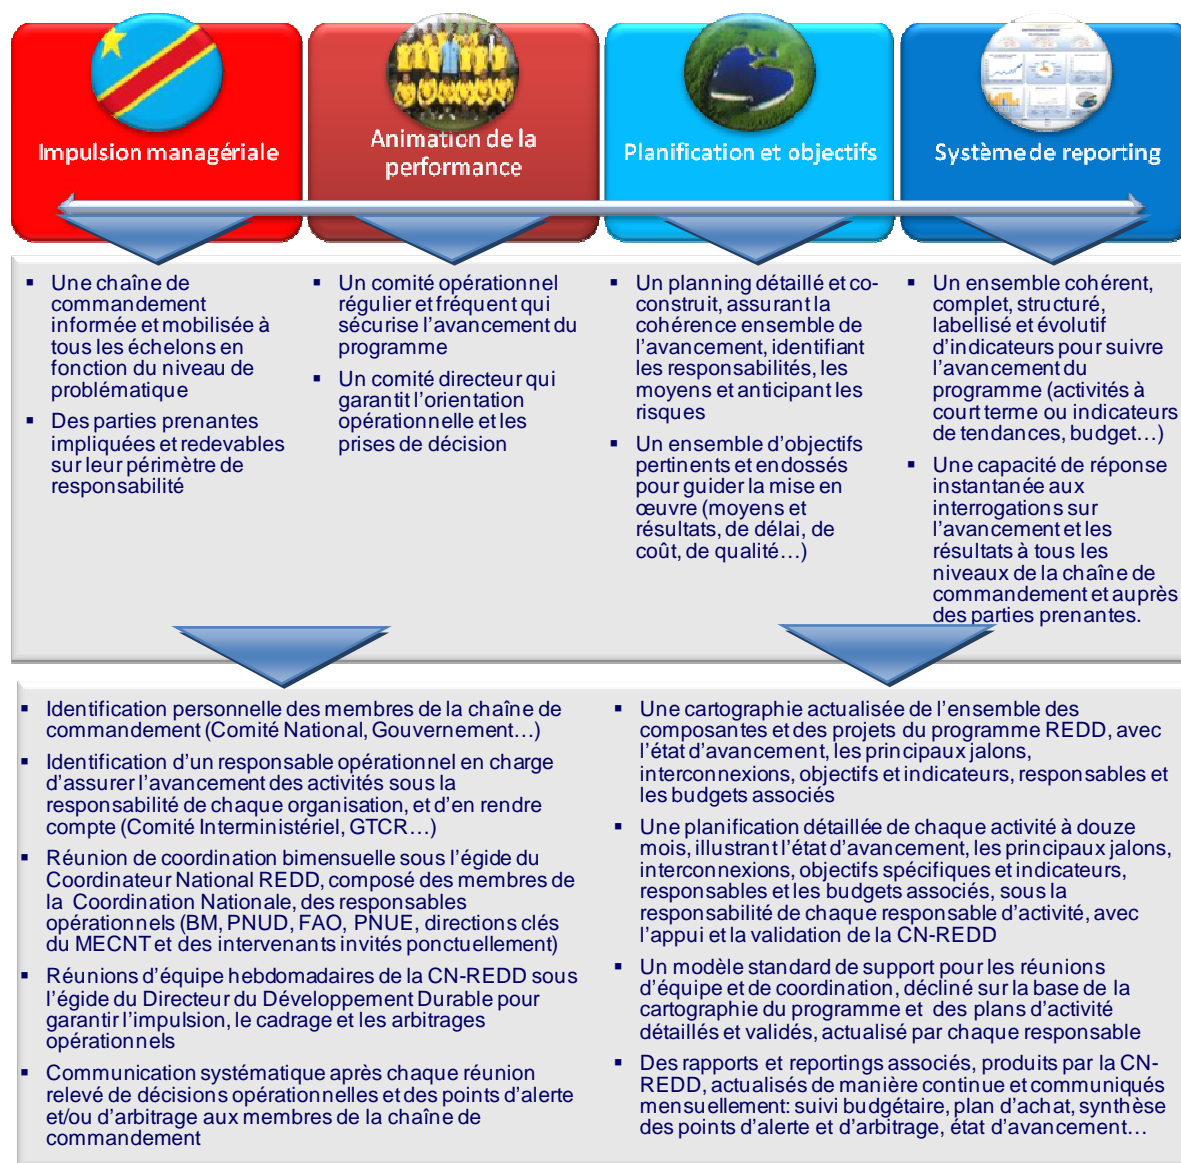 Impulsion managériale
Animation de la
performance
Planification et objectifs
Système de reporting
▪ Une chaîne de
commandement
informée et mobilisée à
tous les échelons en
fonction du niveau de
problématique
▪ Des parties prenantes
impliquées et redevables
sur leur périmètre de
responsabilité
▪ Un comité opérationnel
régulier et fréquent qui
sécurise l’avancement du
programme
▪ Un comité directeur qui
garantit l’orientation
opérationnelle et les
prises de décision
▪ Un planning détaillé et co-
construit, assurant la
cohérence ensemble de
l’avancement, identifiant
les responsabilités, les
moyens et anticipant les
risques
▪ Un ensemble d’objectifs
pertinents et endossés
pour guider la mise en
œuvre (moyens et
résultats, de délai, de
coût, de qualité…)
▪ Un ensemble cohérent,
complet, structuré,
labellisé et évolutif
d’indicateurs pour suivre
l’avancement du
programme (activités à
court terme ou indicateurs
de tendances, budget…)
▪ Une capacité de réponse
instantanée aux
interrogations sur
l’avancement et les
résultats à tous les
niveaux de la chaîne de
commandement et auprès
des parties prenantes.
▪ Identification personnelle des membres de la chaîne de
commandement (Comité National, Gouvernement…)
▪ Identification d’un responsable opérationnel en charge
d’assurer l’avancement des activités sous la
responsabilité de chaque organisation, et d’en rendre
compte (Comité Interministériel, GTCR…)
▪ Réunion de coordination bimensuelle sous l’égide du
Coordinateur National REDD, composé des membres de
la Coordination Nationale, des responsables
opérationnels (BM, PNUD, FAO, PNUE, directions clés
du MECNT et des intervenants invités ponctuellement)
▪ Réunions d’équipe hebdomadaires de la CN-REDD sous
l’égide du Directeur du Développement Durable pour
garantir l’impulsion, le cadrage et les arbitrages
opérationnels
▪ Communication systématique après chaque réunion
relevé de décisions opérationnelles et des points d’alerte
et/ou d’arbitrage aux membres de la chaîne de
commandement
▪ Une cartographie actualisée de l’ensemble des
composantes et des projets du programme REDD, avec
l’état d’avancement, les principaux jalons,
interconnexions, objectifs et indicateurs, responsables et
les budgets associés
▪ Une planification détaillée de chaque activité à douze
mois, illustrant l’état d’avancement, les principaux jalons,
interconnexions, objectifs spécifiques et indicateurs,
responsables et les budgets associés, sous la
responsabilité de chaque responsable d’activité, avec
l’appui et la validation de la CN-REDD
▪ Un modèle standard de support pour les réunions
d’équipe et de coordination, décliné sur la base de la
cartographie du programme et des plans d’activité
détaillés et validés, actualisé par chaque responsable
▪ Des rapports et reportings associés, produits par la CN-
REDD, actualisés de manière continue et communiqués
mensuellement: suivi budgétaire, plan d’achat, synthèse
des points d’alerte et d’arbitrage, état d’avancement…